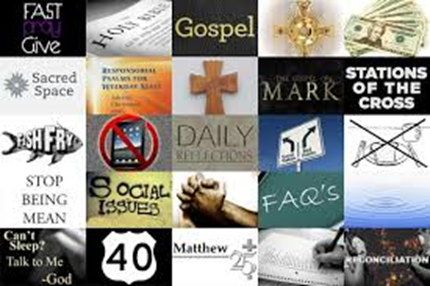 FAST
pray
Give
HOLY BIBLE
Gospel
Sacred
Space
RESPONSORIAL
PSALMS FOR
WEEKDAY MASS
THE GOSPEL OF
MARK
STATIONS
OF THE
CROSS
FISH FRY
DAILY
REFLECTIONS
STOP
BEING
MEAN
SOCIAL
ISSUES
FAQ'S
Can't
Sleep?
Talk to Me
-God
40
Matthew
25
RECONCILIATION